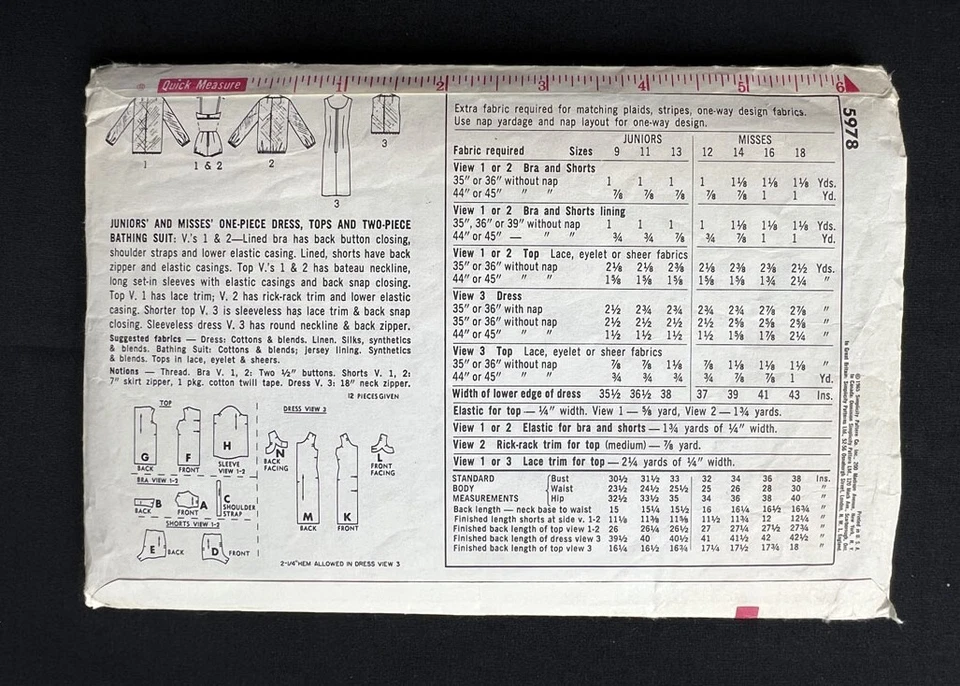 Quick Measure 1 2 3 4 5 6
5978
1
1 & 2
2
3
3
JUNIORS' AND MISSES' ONE-PIECE DRESS, TOPS AND TWO-PIECE
BATHING SUIT: V.'s 1 & 2—Lined bra has back button closing,
shoulder straps and lower elastic casing. Lined, shorts have back
zipper and elastic casings. Top V.'s 1 & 2 has bateau neckline,
long set-in sleeves with elastic casings and back snap closing.
Top V. 1 has lace trim; V. 2 has rick-rack trim and lower elastic
casing. Shorter top V. 3 is sleeveless has lace trim & back snap
closing. Sleeveless dress V. 3 has round neckline & back zipper.
Suggested fabrics — Dress: Cottons & blends. Linen. Silks, synthetics
& blends. Bathing Suit: Cottons & blends; jersey lining. Synthetics
& blends. Tops in lace, eyelet & sheers.
Notions — Thread. Bra V. 1, 2: Two ½" buttons. Shorts V. 1, 2:
7" skirt zipper, 1 pkg. cotton twill tape. Dress V. 3: 18" neck zipper.
12 PIECES GIVEN
TOP
G
BACK
F
FRONT
H
SLEEVE
VIEW 1-2
BRA VIEW 1-2
B
BACK
A
FRONT
C
SHOULDER
STRAP
SHORTS VIEW 1-2
E
BACK
D
FRONT
DRESS VIEW 3
N
BACK
FACING
M
BACK
K
FRONT
L
FRONT
FACING
2-1/4" HEM ALLOWED IN DRESS VIEW 3
Extra fabric required for matching plaids, stripes, one-way design fabrics.
Use nap yardage and nap layout for one-way design.
JUNIORS MISSES
Fabric required Sizes 9 11 13 12 14 16 18
View 1 or 2 Bra and Shorts
35" or 36" without nap 1 1 1 1 1⅛ 1⅛ 1⅛ Yds.
44" or 45" " " ⅞ ⅞ ⅞ ⅞ ⅞ 1 1 Yd.
View 1 or 2 Bra and Shorts lining
35", 36" or 39" without nap 1 1 1 1 1⅛ 1⅛ 1⅛ Yds.
44" or 45" — " " ¾ ¾ ⅞ ¾ ⅞ 1 1 Yd.
View 1 or 2 Top Lace, eyelet or sheer fabrics
35" or 36" without nap 2⅛ 2⅛ 2⅜ 2⅛ 2⅜ 2⅜ 2½ Yds.
44" or 45" " " 1⅝ 1⅝ 1⅝ 1⅝ 1⅝ 1¾ 2¼ "
View 3 Dress
35" or 36" with nap 2½ 2¾ 2¾ 2¾ 2¾ 2⅞ 2⅞ "
35" or 36" without nap 2½ 2½ 2½ 2½ 2⅝ 2⅝ 2⅝ "
44" or 45" " " 1½ 1½ 1½ 1½ 1⅝ 1⅞ 2¼ "
View 3 Top Lace, eyelet or sheer fabrics
35" or 36" without nap ⅞ ⅞ 1⅛ ⅞ 1⅛ 1⅛ 1⅛ "
44" or 45" " " ¾ ¾ ¾ ¾ ⅞ ⅞ 1 Yd.
Width of lower edge of dress 35½ 36½ 38 37 39 41 43 Ins.
Elastic for top — ¼" width. View 1 — ⅝ yard, View 2 — 1¾ yards.
View 1 or 2 Elastic for bra and shorts — 1¾ yards of ¼" width.
View 2 Rick-rack trim for top (medium) — ⅞ yard.
View 1 or 3 Lace trim for top — 2¼ yards of ¼" width.
STANDARD Bust 30½ 31½ 33 32 34 36 38 Ins.
BODY Waist 23½ 24½ 25½ 25 26 28 30 "
MEASUREMENTS Hip 32½ 33½ 35 34 36 38 40 "
Back length — neck base to waist 15 15¼ 15½ 16 16¼ 16½ 16¾ "
Finished length shorts at side v. 1-2 11⅛ 11⅜ 11⅝ 11½ 11¾ 12 12¼ "
Finished back length of top view 1-2 26 26¼ 26½ 27 27¼ 27½ 27¾ "
Finished back length of dress view 3 39½ 40 40½ 41 41½ 42 42½ "
Finished back length of top view 3 16¼ 16½ 16¾ 17¼ 17½ 17¾ 18 "
© 1965 Simplicity Pattern Co. Inc. 200 Madison Avenue, New York, N. Y.
Printed in U. S. A.